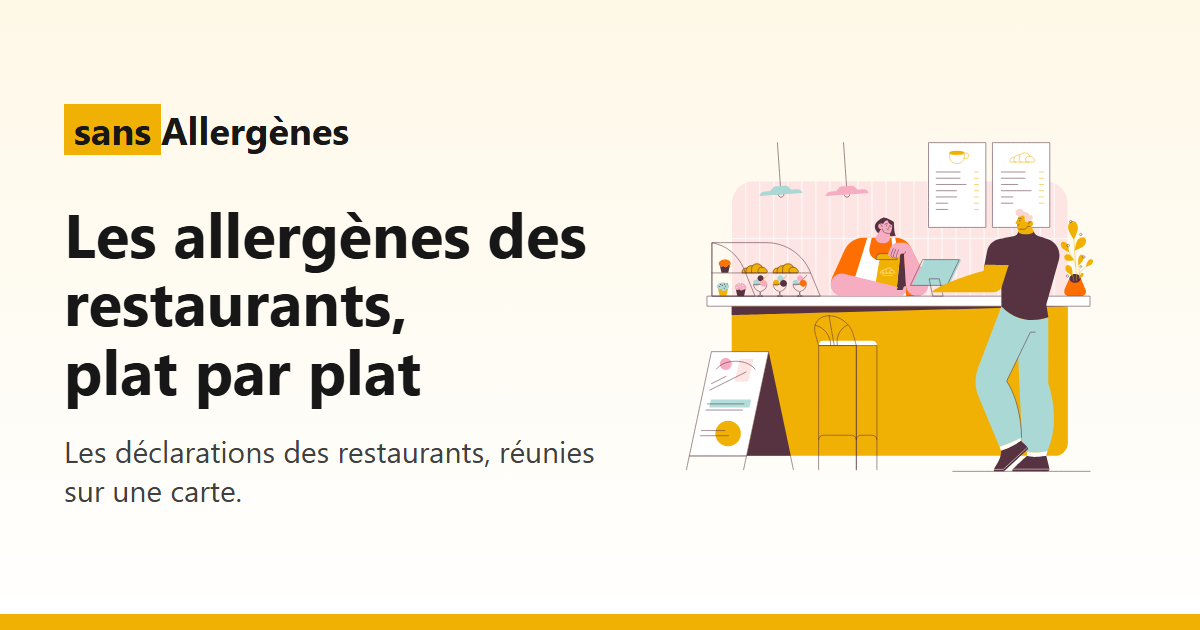 sans Allergènes
Les allergènes des
restaurants,
plat par plat
Les déclarations des restaurants, réunies
sur une carte.